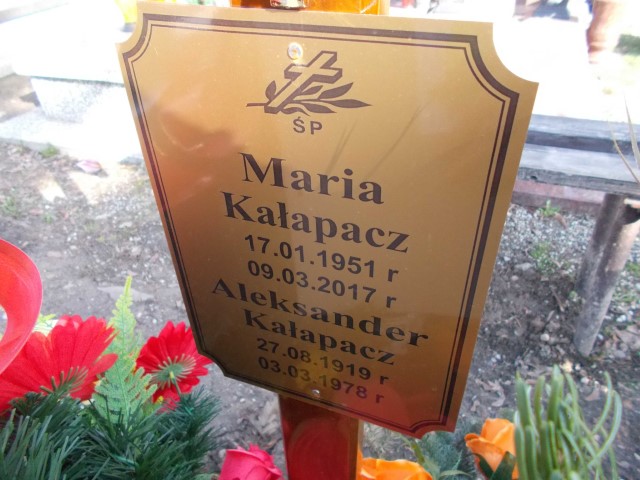 ŚP
Maria
Kałapacz
17.01.1951 r
09.03.2017 r
Aleksander
Kałapacz
27.08.1919 r
03.03.1978 r